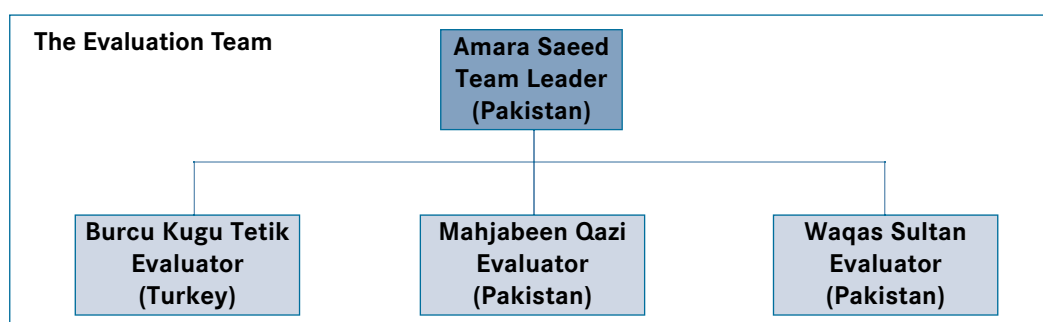 The Evaluation Team
Amara Saeed
Team Leader
(Pakistan)
Burcu Kugu Tetik
Evaluator
(Turkey)
Mahjabeen Qazi
Evaluator
(Pakistan)
Waqas Sultan
Evaluator
(Pakistan)